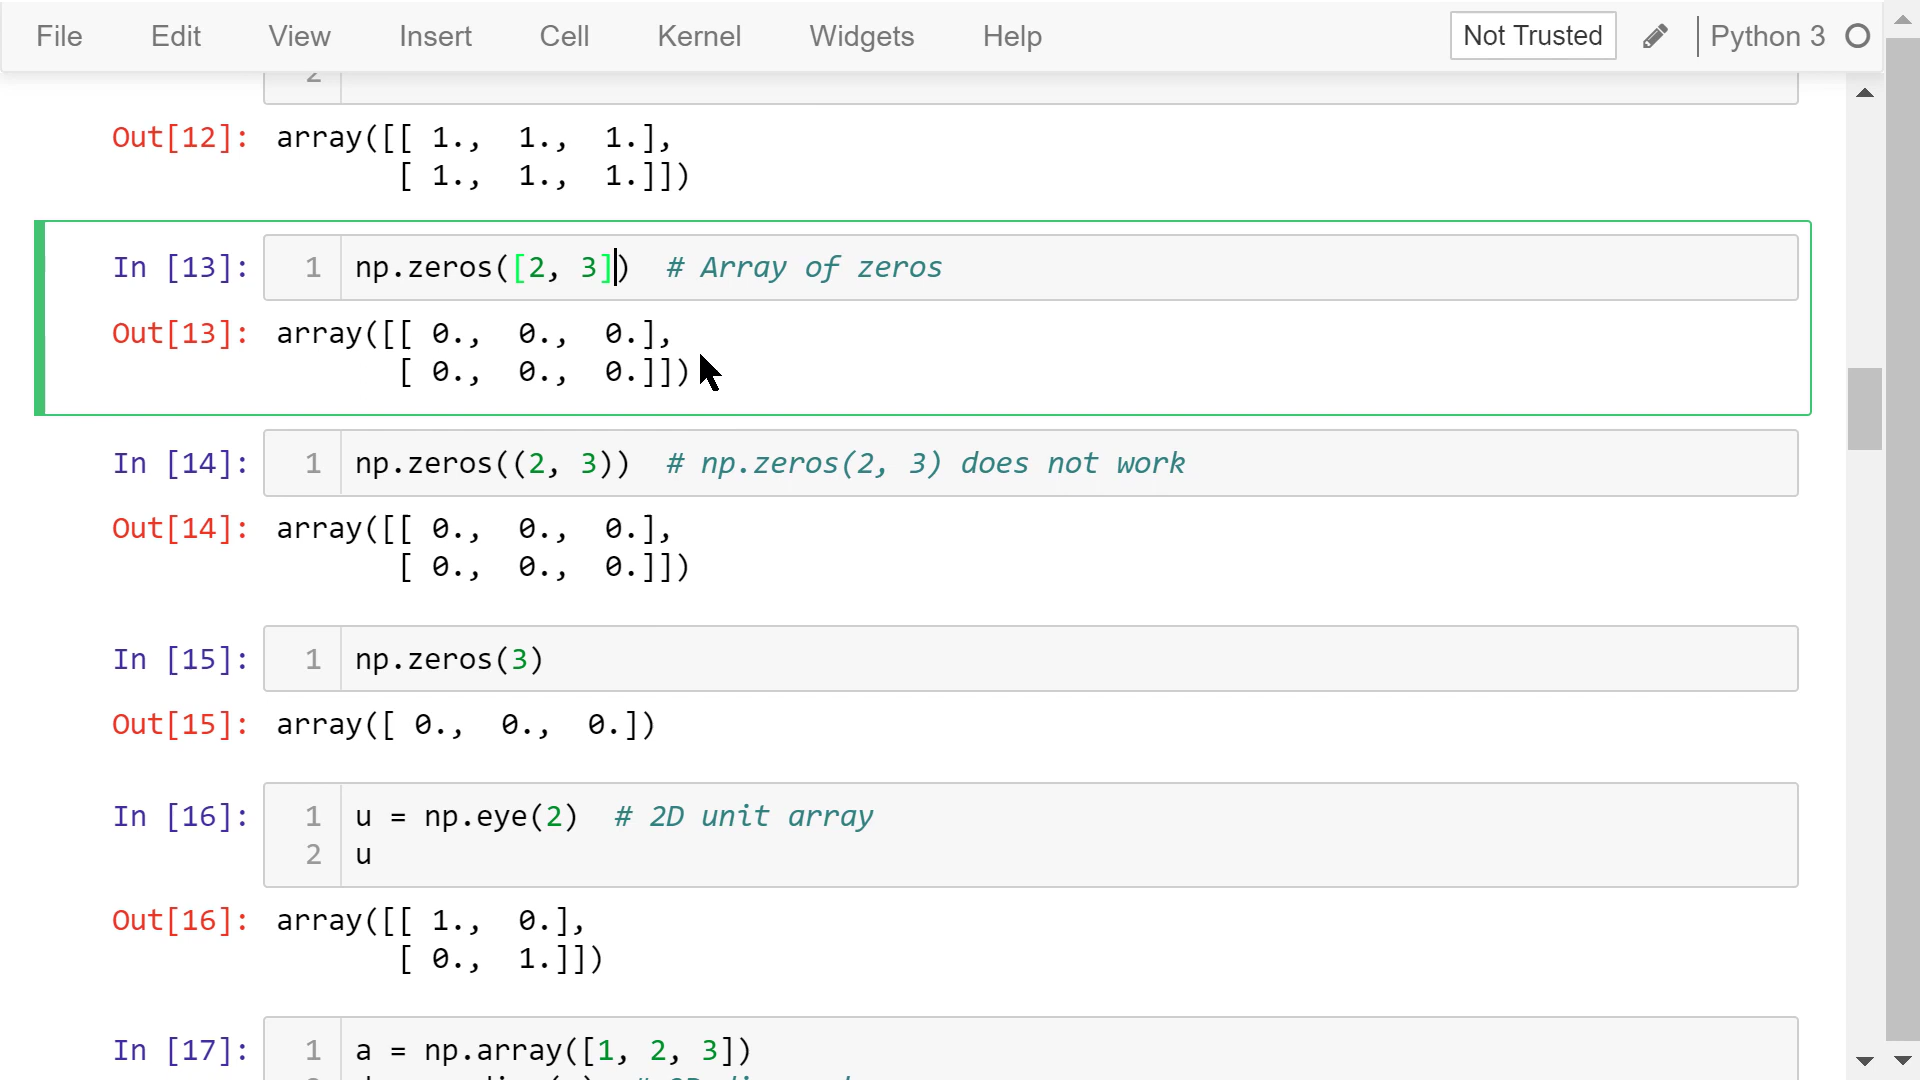 File Edit View Insert Cell Kernel Widgets Help Not Trusted Python 3
2
Out[12]: array([[ 1.,  1.,  1.],
[ 1.,  1.,  1.]])
In [13]: 1 np.zeros([2, 3])  # Array of zeros
Out[13]: array([[ 0.,  0.,  0.],
[ 0.,  0.,  0.]])
In [14]: 1 np.zeros((2, 3))  # np.zeros(2, 3) does not work
Out[14]: array([[ 0.,  0.,  0.],
[ 0.,  0.,  0.]])
In [15]: 1 np.zeros(3)
Out[15]: array([ 0.,  0.,  0.])
In [16]: 1 u = np.eye(2)  # 2D unit array
2 u
Out[16]: array([[ 1.,  0.],
[ 0.,  1.]])
In [17]: 1 a = np.array([1, 2, 3])